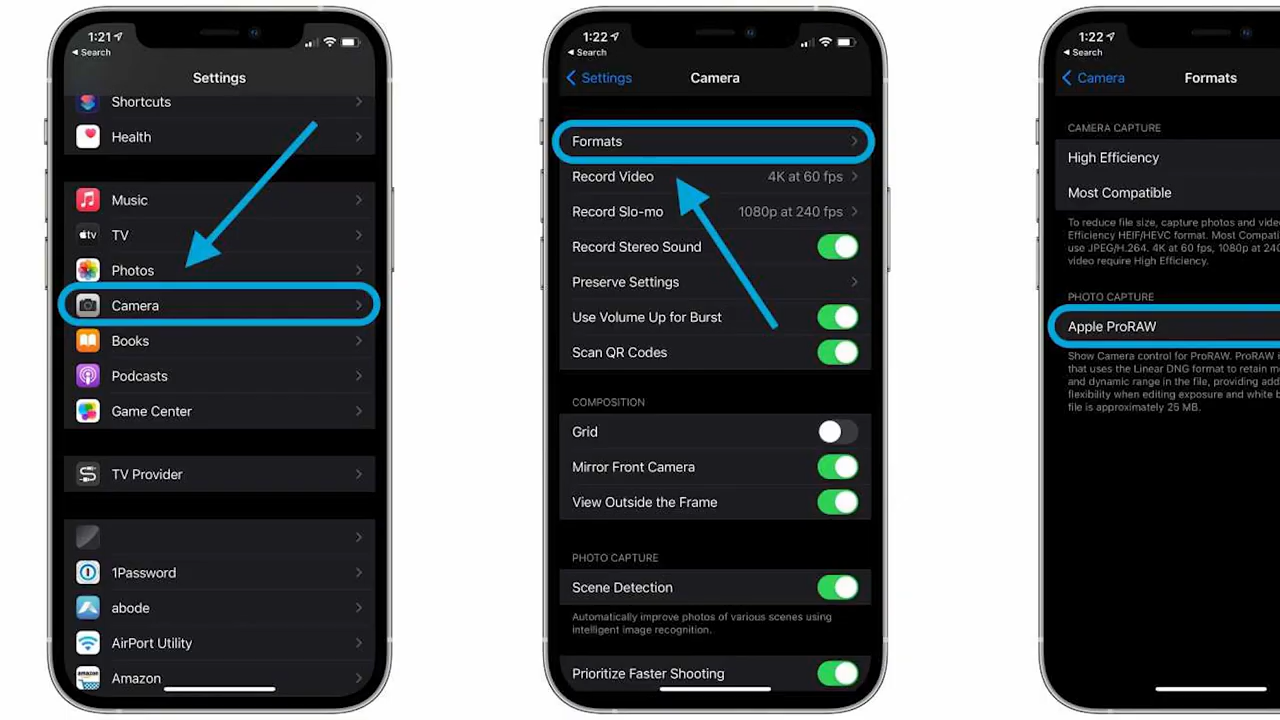 1:21
Search
Settings
Shortcuts
Health
Music
tv TV
Photos
Camera
Books
Podcasts
Game Center
TV Provider
1Password
abode
AirPort Utility
amazon Amazon
1:22
Search
Settings Camera
Formats
Record Video 4K at 60 fps
Record Slo-mo 1080p at 240 fps
Record Stereo Sound
Preserve Settings
Use Volume Up for Burst
Scan QR Codes
COMPOSITION
Grid
Mirror Front Camera
View Outside the Frame
PHOTO CAPTURE
Scene Detection
Automatically improve photos of various scenes using
intelligent image recognition.
Prioritize Faster Shooting
1:22
Search
Camera Formats
CAMERA CAPTURE
High Efficiency
Most Compatible
To reduce file size, capture photos and vide
Efficiency HEIF/HEVC format. Most Compati
use JPEG/H.264. 4K at 60 fps, 1080p at 240
video require High Efficiency.
PHOTO CAPTURE
Apple ProRAW
Show Camera control for ProRAW. ProRAW i
that uses the Linear DNG format to retain m
and dynamic range in the file, providing add
flexibility when editing exposure and white b
file is approximately 25 MB.